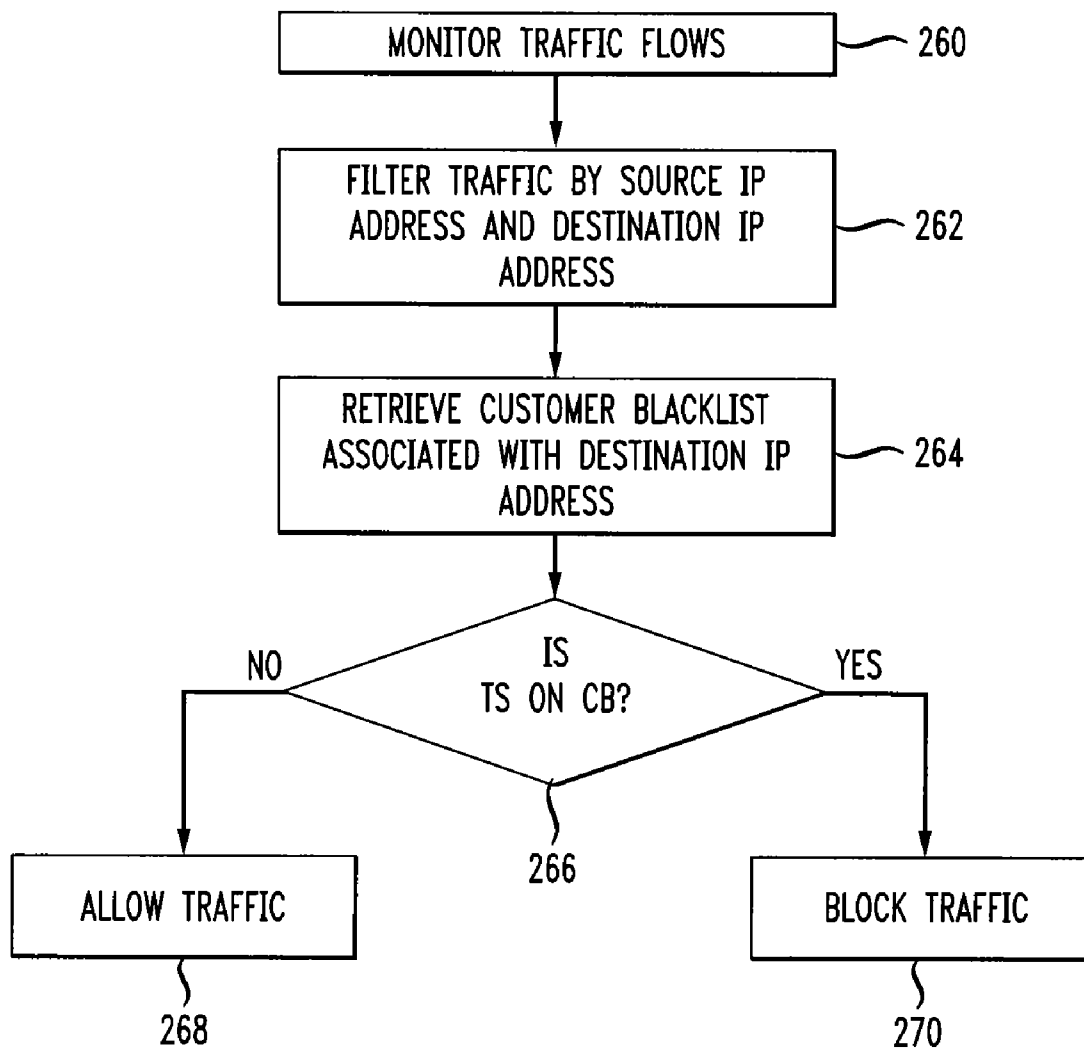 MONITOR TRAFFIC FLOWS
260
FILTER TRAFFIC BY SOURCE IP
ADDRESS AND DESTINATION IP
ADDRESS
262
RETRIEVE CUSTOMER BLACKLIST
ASSOCIATED WITH DESTINATION IP
ADDRESS
264
IS
TS ON CB?
NO
YES
266
ALLOW TRAFFIC
268
BLOCK TRAFFIC
270